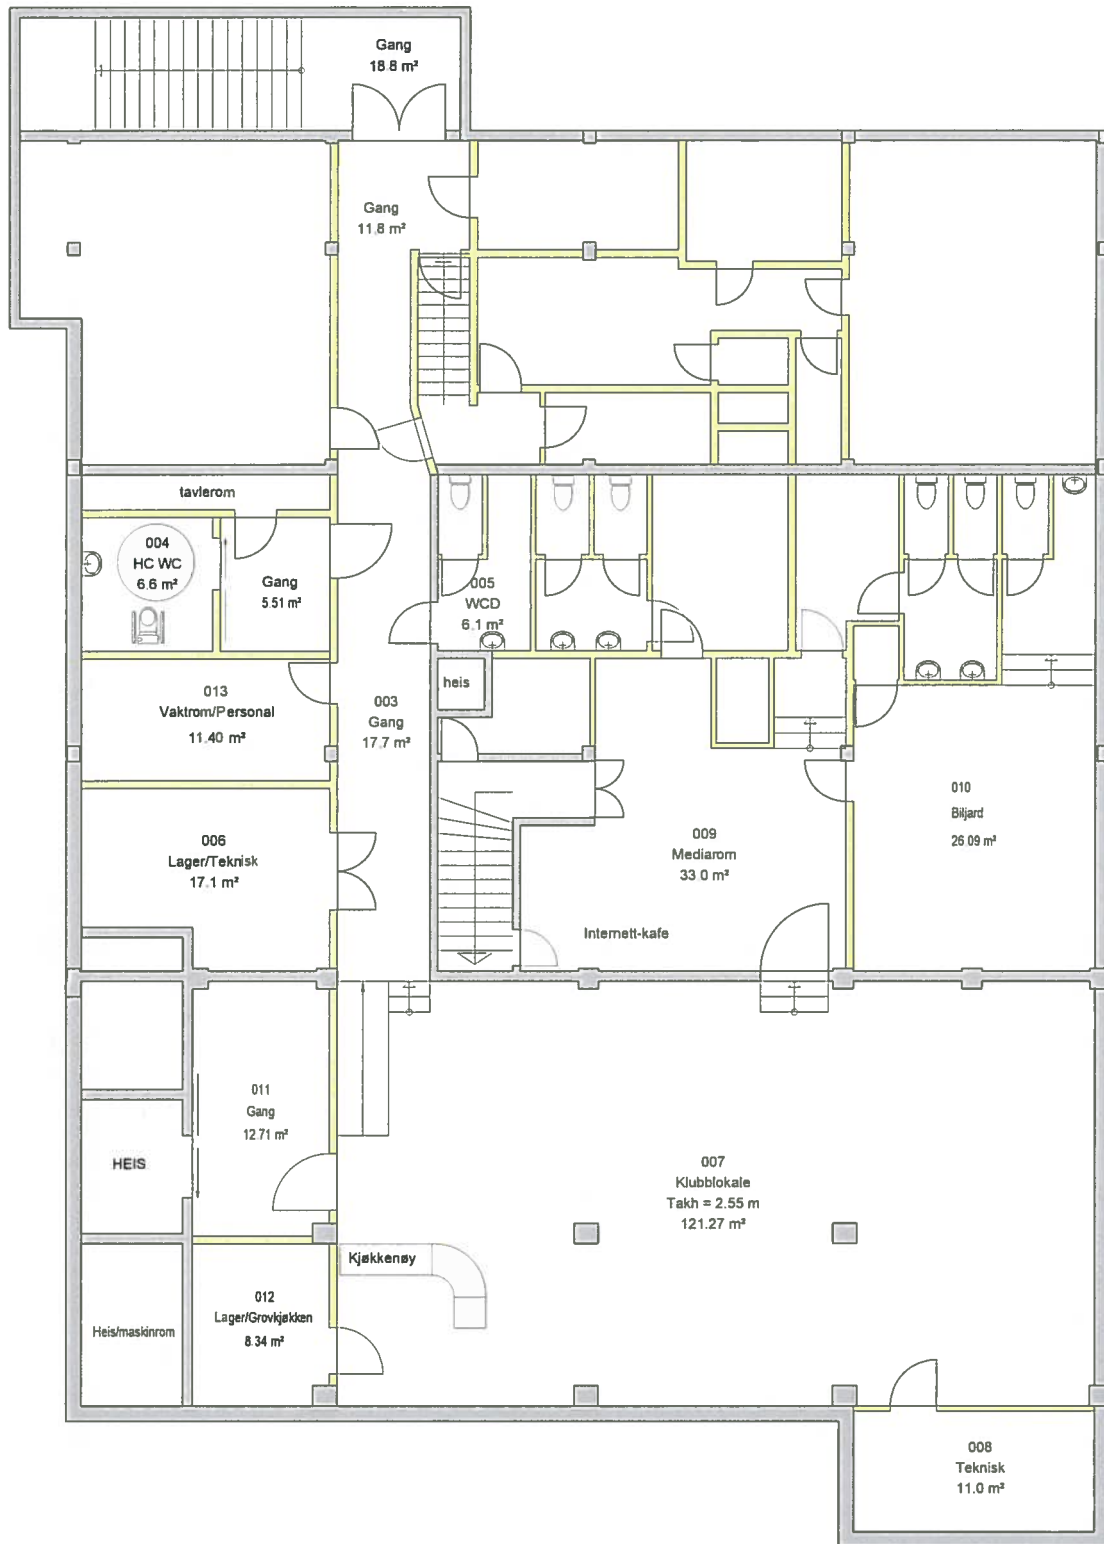 Gang
18.8 m²
Gang
11.8 m²
tavlerom
004
HC WC
6.6 m²
Gang
5.51 m²
005
WCD
6.1 m²
013
Vaktrom/Personal
11.40 m²
003
Gang
17.7 m²
heis
006
Lager/Teknisk
17.1 m²
009
Mediarom
33.0 m²
Internett-kafe
010
Biljard
26.09 m²
011
Gang
12.71 m²
HEIS
007
Klubblokale
Takh = 2.55 m
121.27 m²
Kjøkkenøy
012
Lager/Grovkjøkken
8.34 m²
Heis/maskinrom
008
Teknisk
11.0 m²